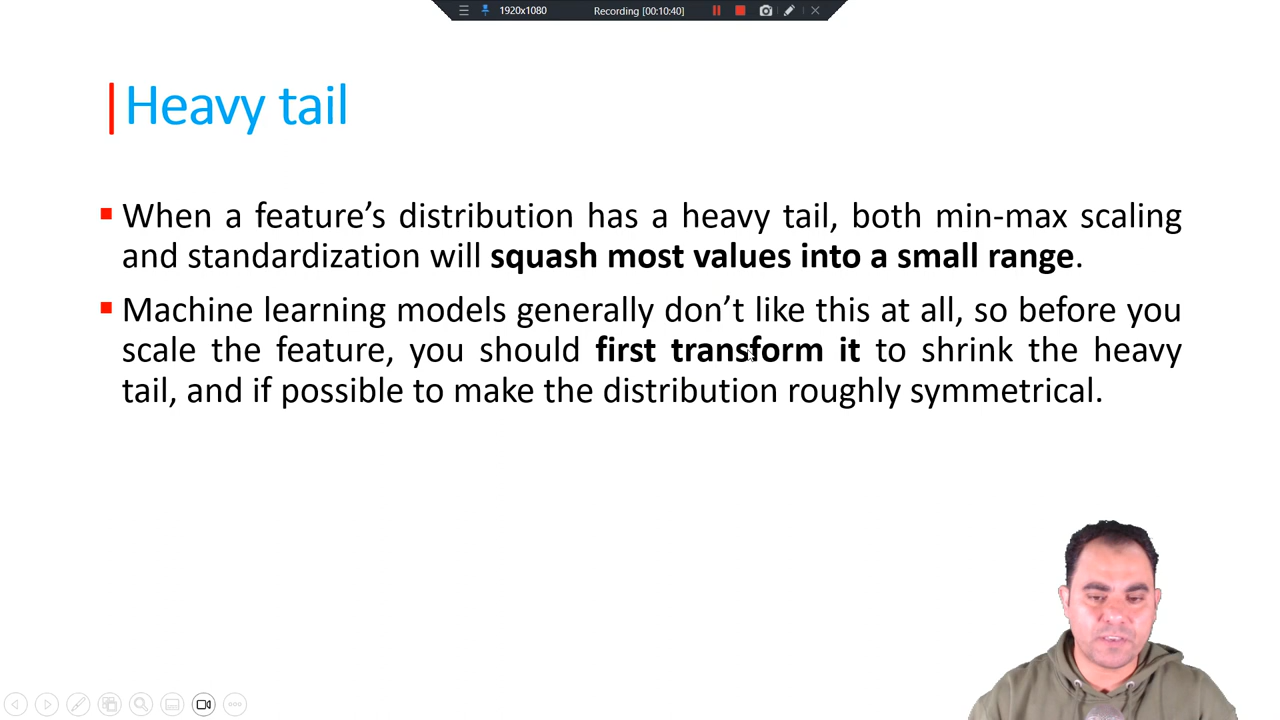 1920x1080 Recording [00:10:40]
Heavy tail
When a feature’s distribution has a heavy tail, both min-max scaling
and standardization will squash most values into a small range.
Machine learning models generally don’t like this at all, so before you
scale the feature, you should first transform it to shrink the heavy
tail, and if possible to make the distribution roughly symmetrical.